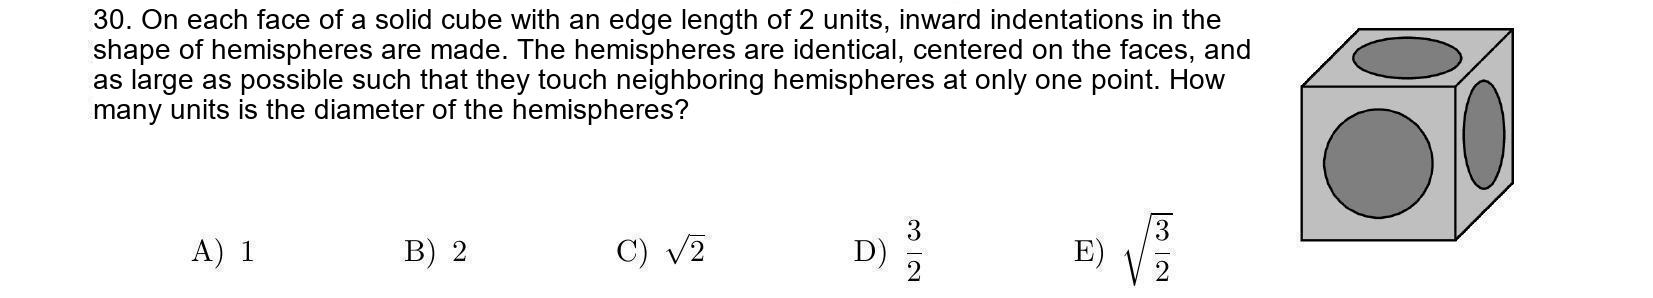 30. On each face of a solid cube with an edge length of 2 units, inward indentations in the
shape of hemispheres are made. The hemispheres are identical, centered on the faces, and
as large as possible such that they touch neighboring hemispheres at only one point. How
many units is the diameter of the hemispheres?
A) 1 B) 2 C) √2 D) 3/2 E) √(3/2)